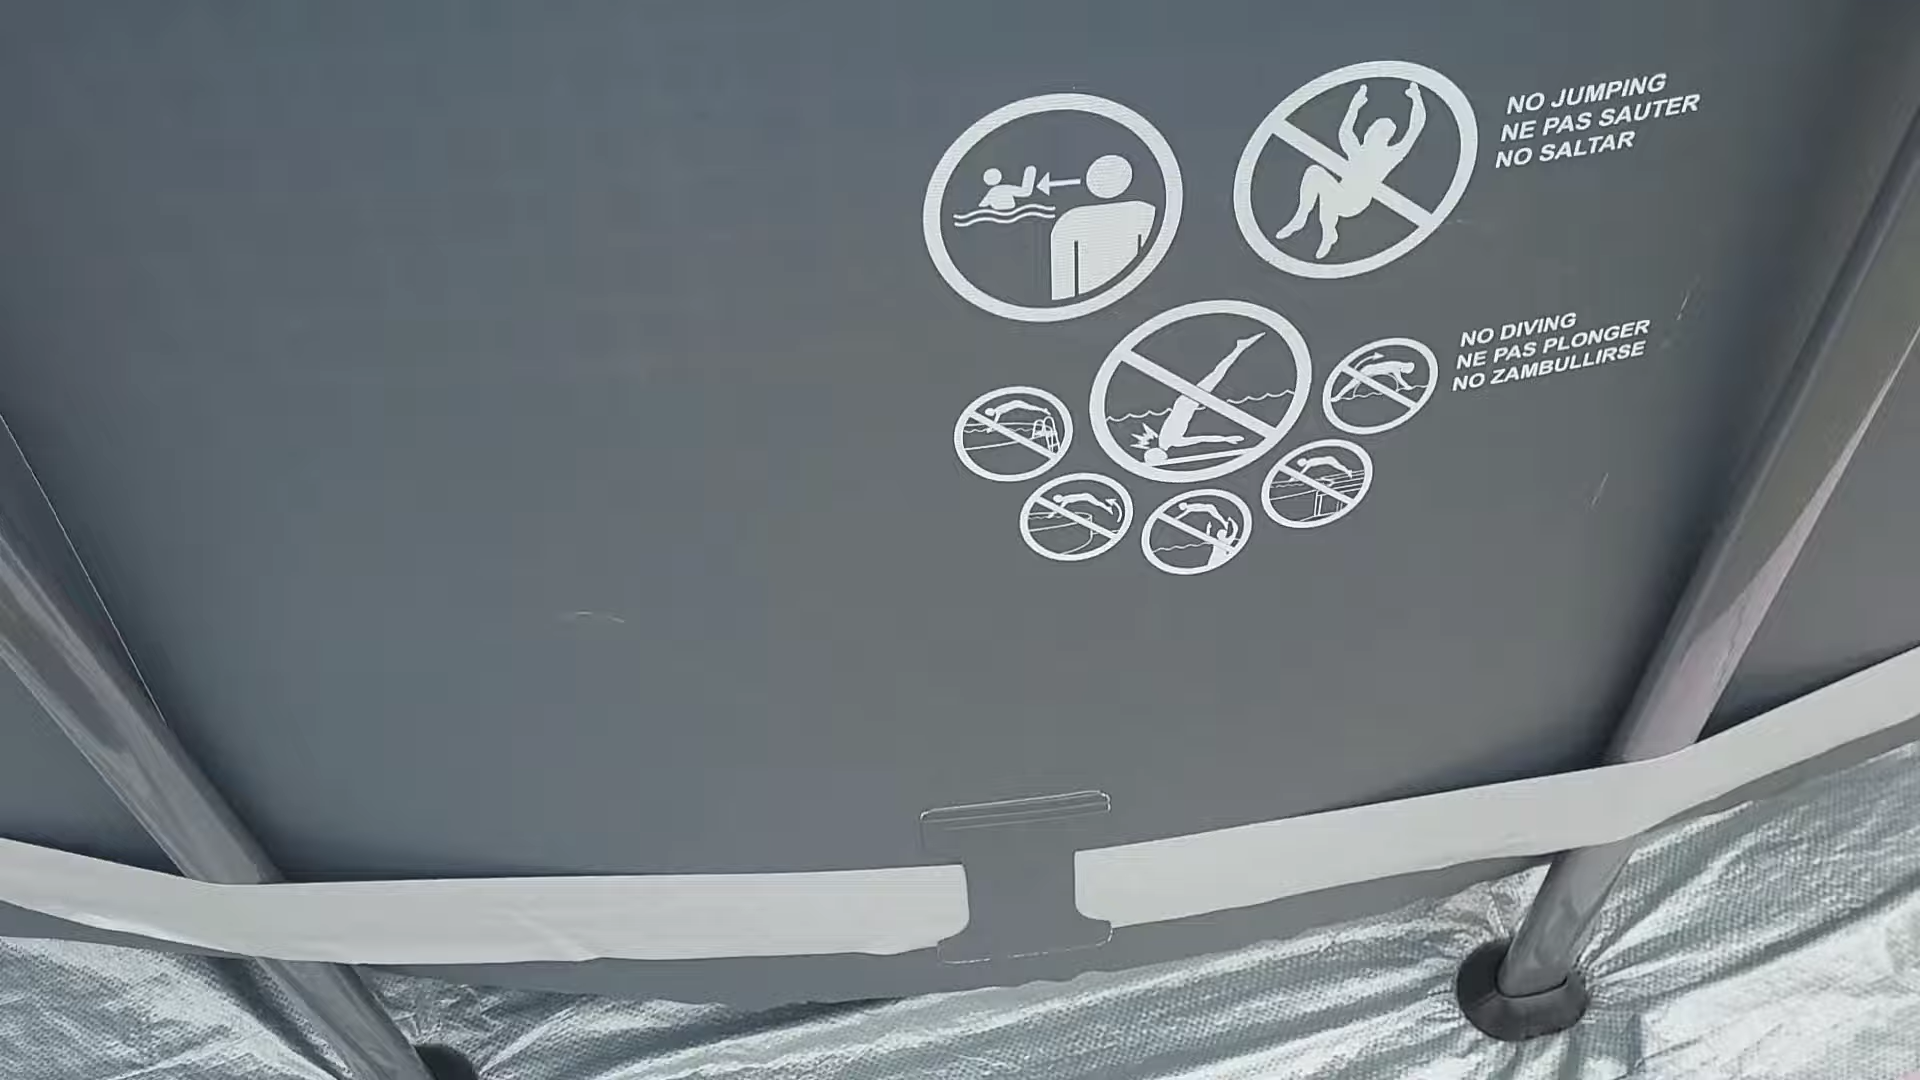 NO JUMPING
NE PAS SAUTER
NO SALTAR
NO DIVING
NE PAS PLONGER
NO ZAMBULLIRSE